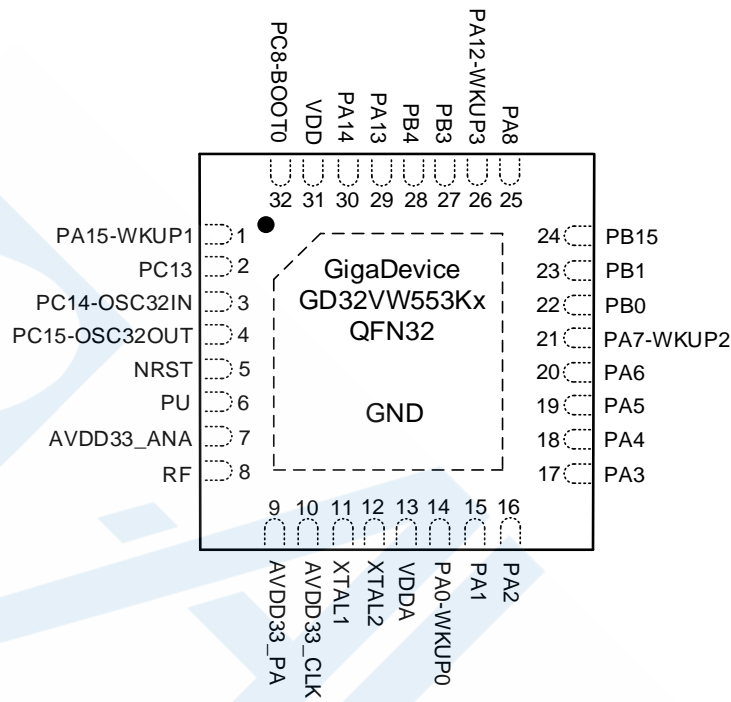 PC8-BOOT0
VDD
PA14
PA13
PB4
PB3
PA12-WKUP3
PA8
32 31 30 29 28 27 26 25
PA15-WKUP1 1
PC13 2
PC14-OSC32IN 3
PC15-OSC32OUT 4
NRST 5
PU 6
AVDD33_ANA 7
RF 8
GigaDevice
GD32VW553Kx
QFN32
GND
24 PB15
23 PB1
22 PB0
21 PA7-WKUP2
20 PA6
19 PA5
18 PA4
17 PA3
9 10 11 12 13 14 15 16
AVDD33_PA
AVDD33_CLK
XTAL1
XTAL2
VDDA
PA0-WKUP0
PA1
PA2